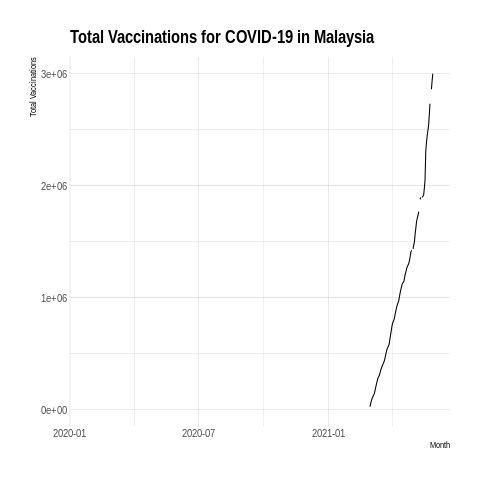 Total Vaccinations for COVID-19 in Malaysia
Total Vaccinations
3e+06
2e+06
1e+06
0e+00
2020-01 2020-07 2021-01
Month